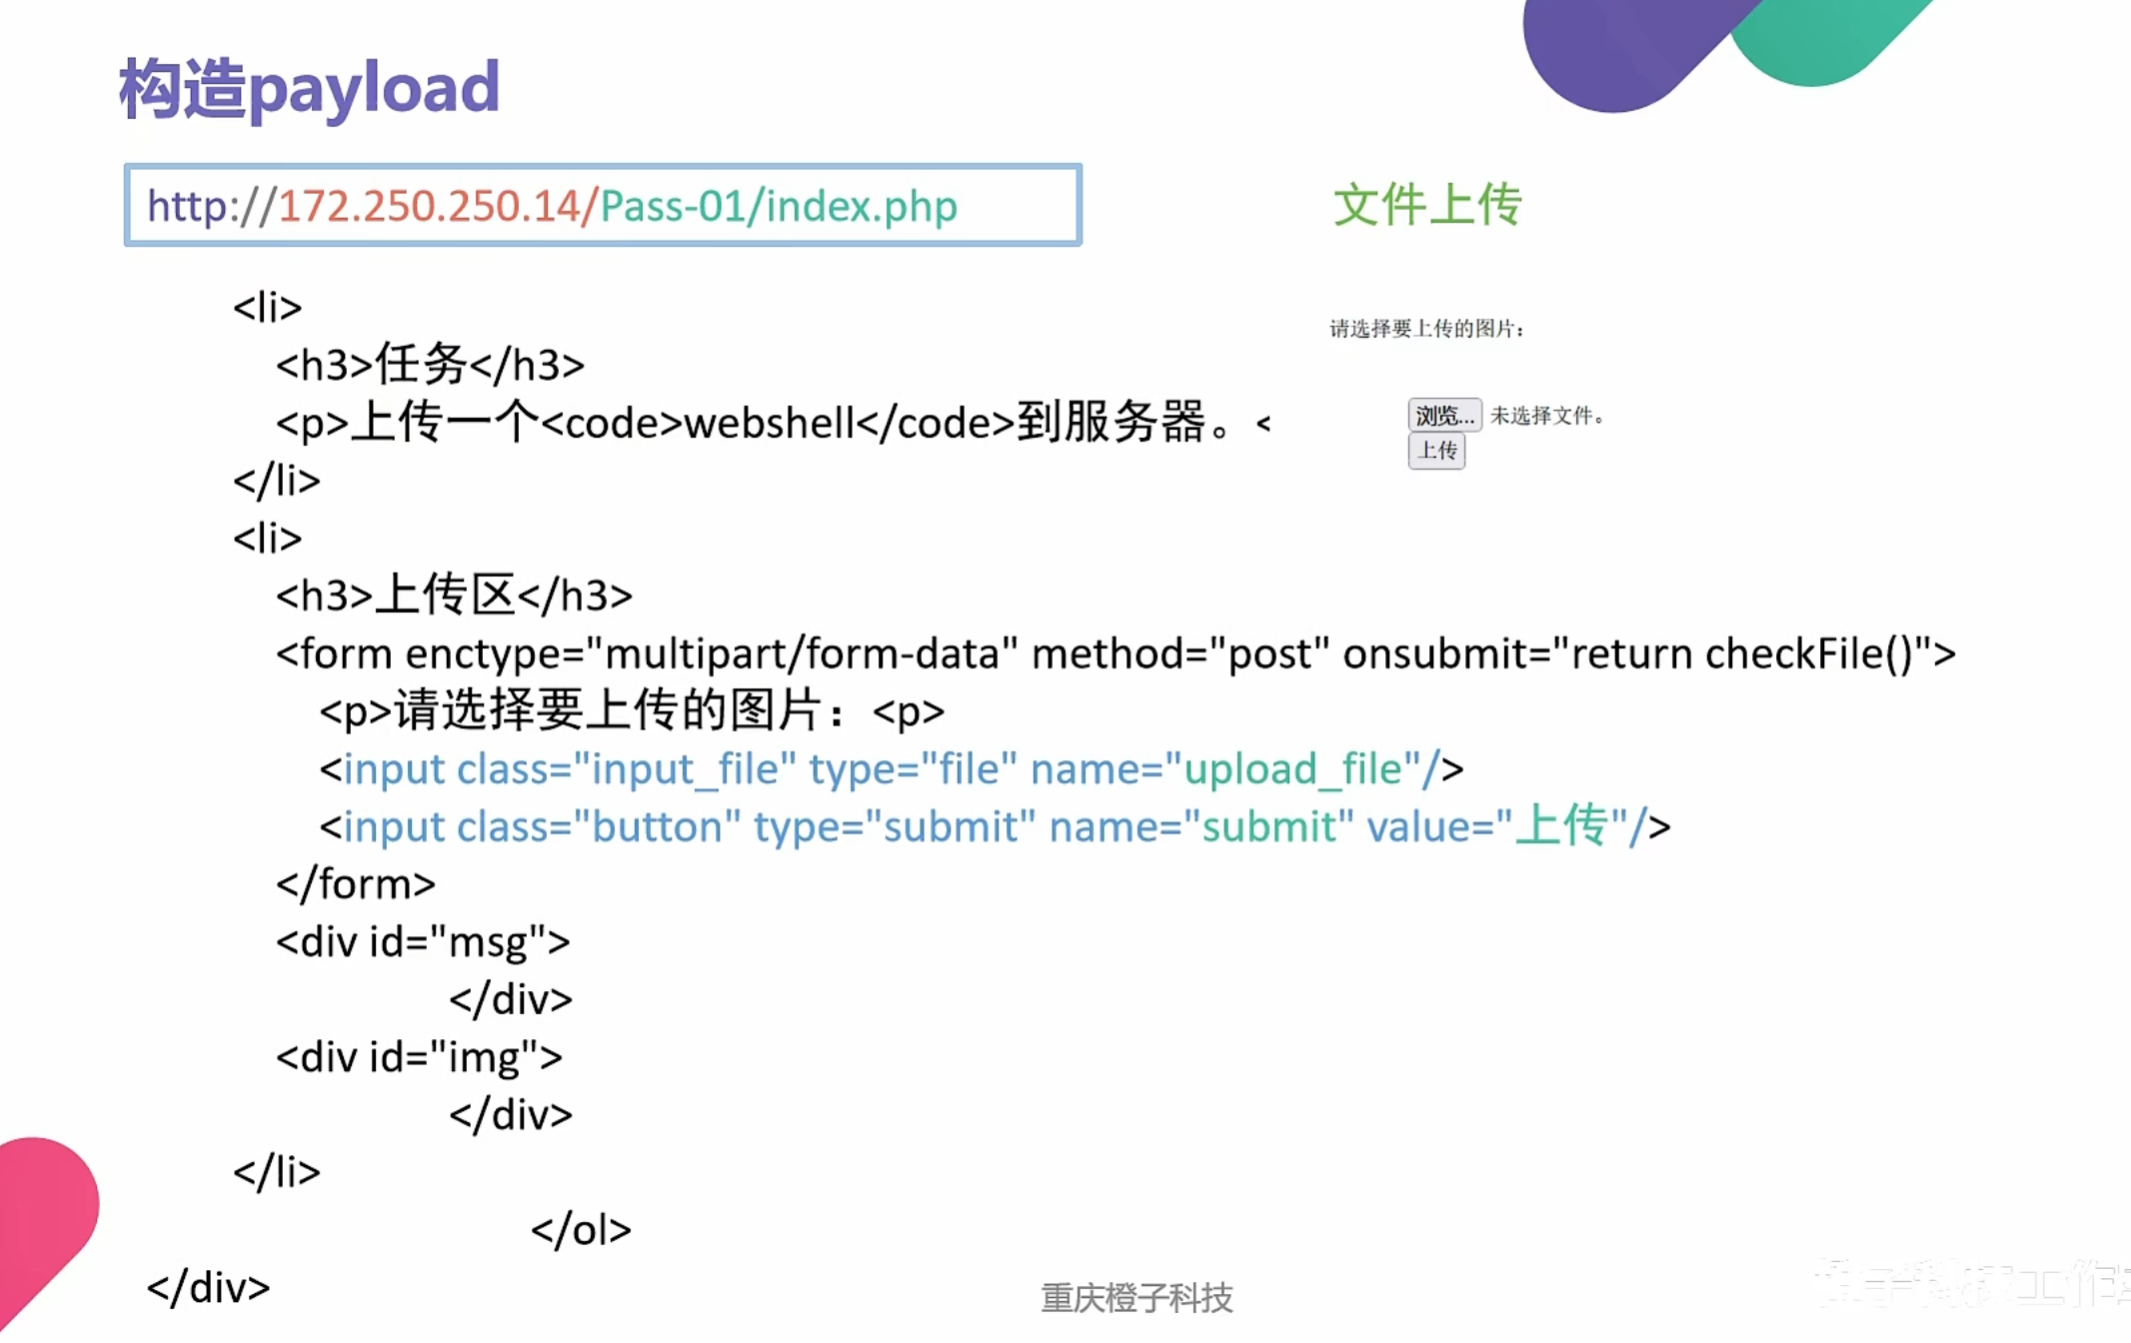 构造payload
http://172.250.250.14/Pass-01/index.php
文件上传
<li>
<h3>任务</h3>
<p>上传一个<code>webshell</code>到服务器。<
</li>
<li>
<h3>上传区</h3>
<form enctype="multipart/form-data" method="post" onsubmit="return checkFile()">
<p>请选择要上传的图片：<p>
<input class="input_file" type="file" name="upload_file"/>
<input class="button" type="submit" name="submit" value="上传"/>
</form>
<div id="msg">
</div>
<div id="img">
</div>
</li>
</ol>
</div>
请选择要上传的图片：
浏览... 未选择文件。
上传
重庆橙子科技
橙子科技工作